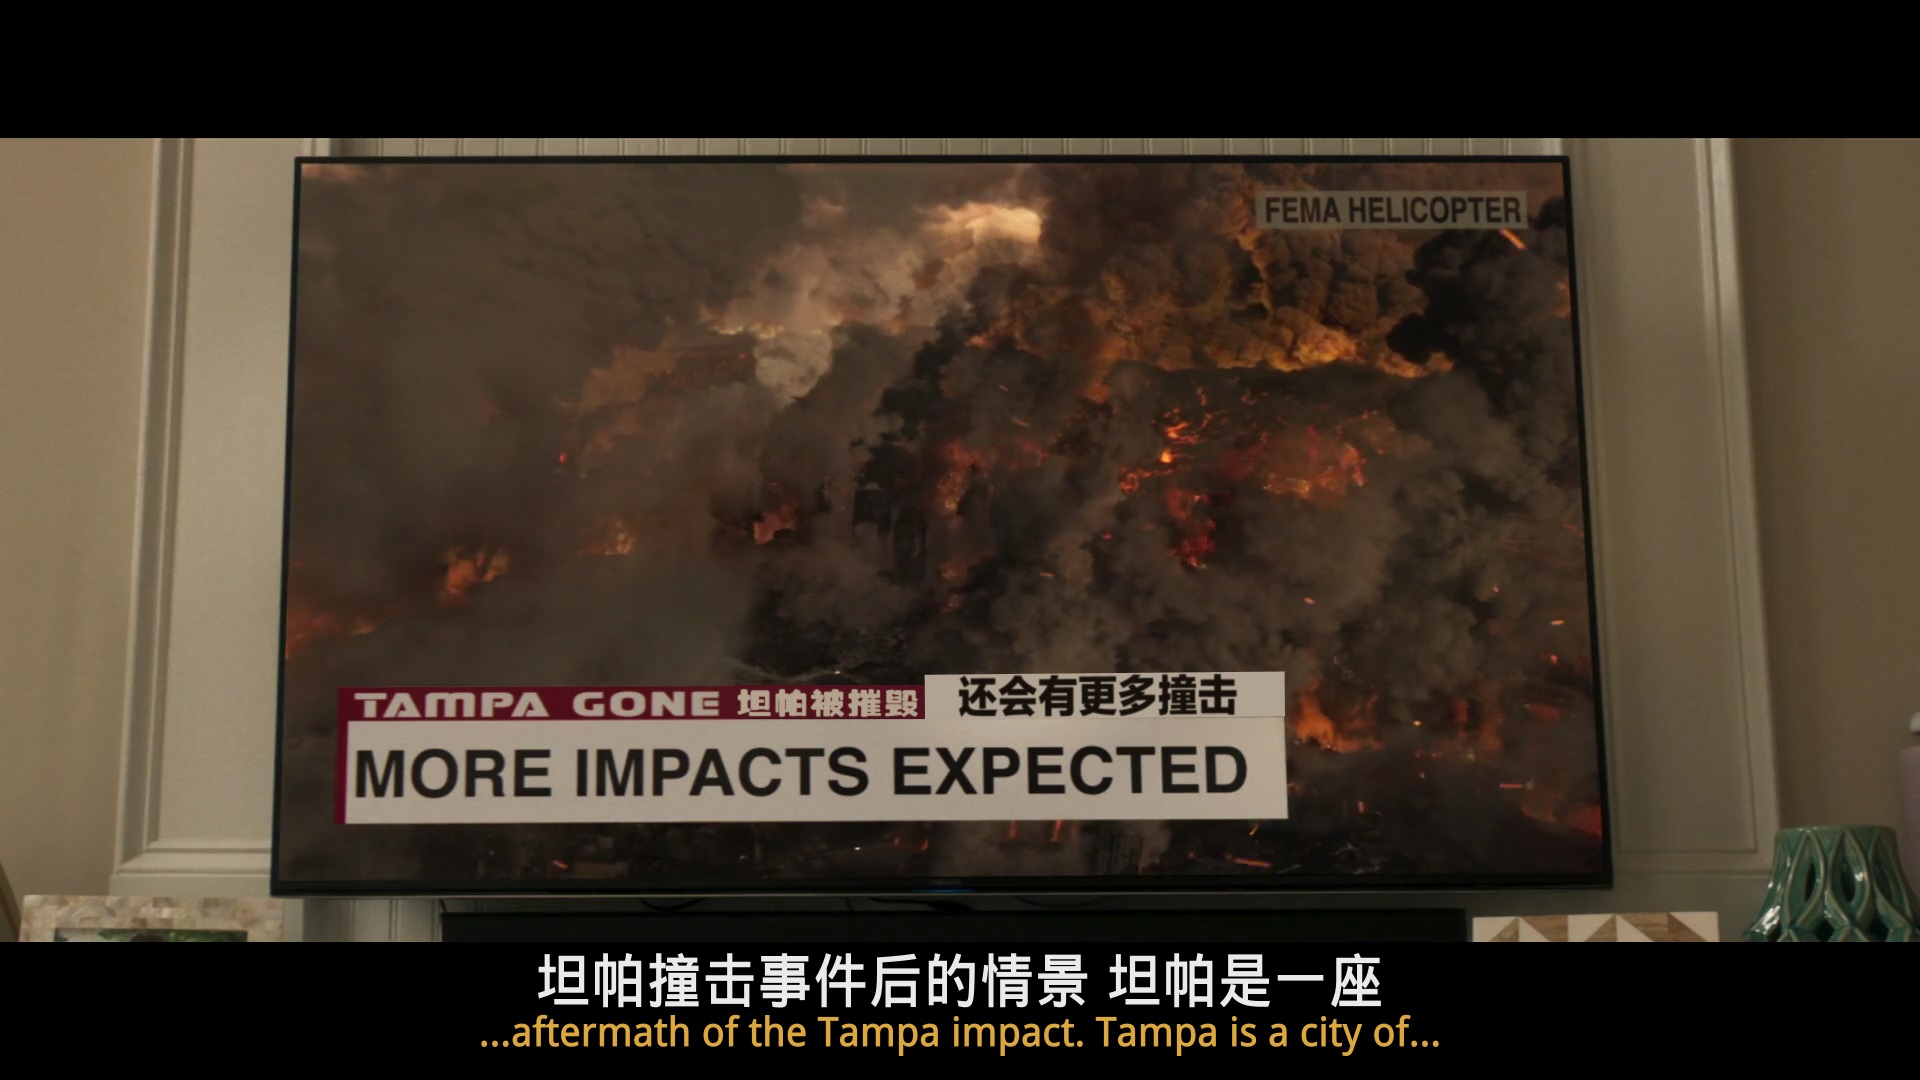 FEMA HELICOPTER
TAMPA GONE 坦帕被摧毁
还会有更多撞击
MORE IMPACTS EXPECTED
坦帕撞击事件后的情景 坦帕是一座
...aftermath of the Tampa impact. Tampa is a city of...